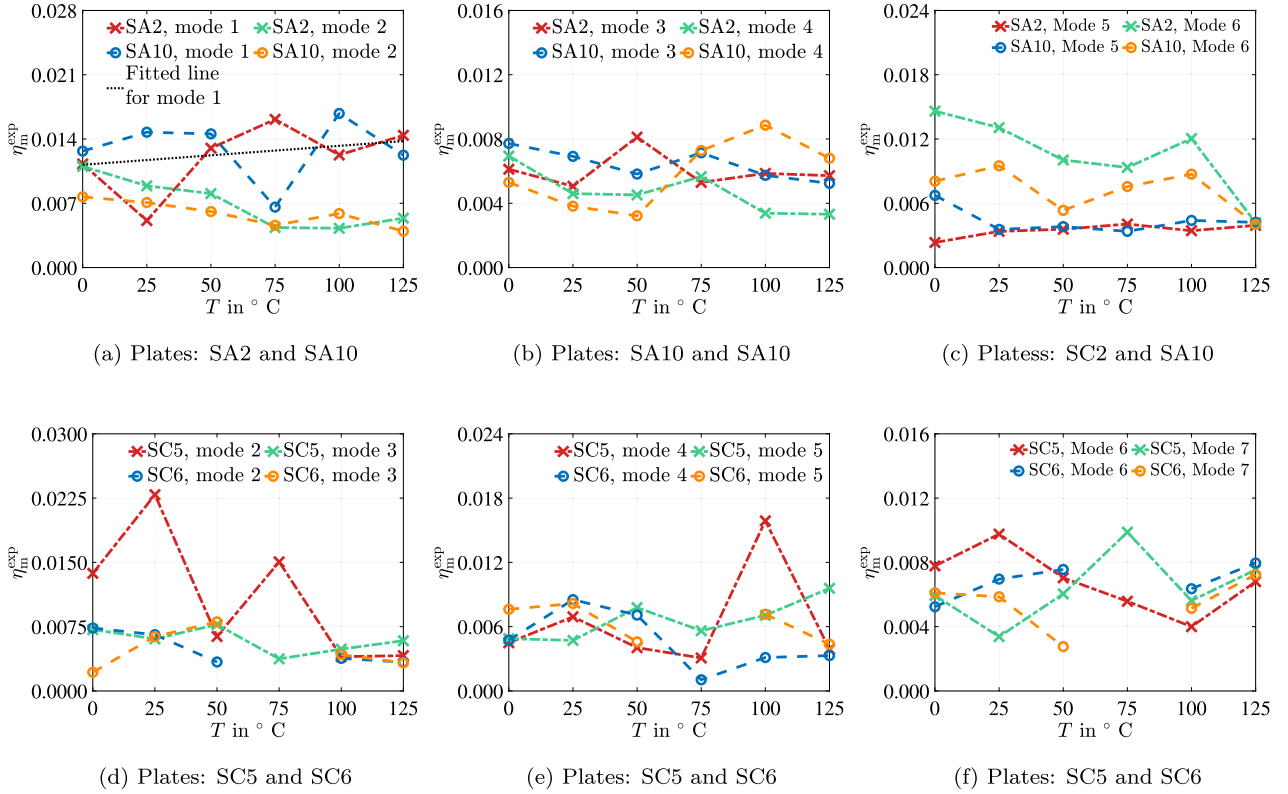 0.028
0.021
0.014
0.007
0.000
η_m^exp
SA2, mode 1 SA2, mode 2
SA10, mode 1 SA10, mode 2
Fitted line
for mode 1
0 25 50 75 100 125
T in ° C
(a) Plates: SA2 and SA10
0.016
0.012
0.008
0.004
0.000
η_m^exp
SA2, mode 3 SA2, mode 4
SA10, mode 3 SA10, mode 4
0 25 50 75 100 125
T in ° C
(b) Plates: SA10 and SA10
0.024
0.018
0.012
0.006
0.000
η_m^exp
SA2, Mode 5 SA2, Mode 6
SA10, Mode 5 SA10, Mode 6
0 25 50 75 100 125
T in ° C
(c) Platess: SC2 and SA10
0.0300
0.0225
0.0150
0.0075
0.0000
η_m^exp
SC5, mode 2 SC5, mode 3
SC6, mode 2 SC6, mode 3
0 25 50 75 100 125
T in ° C
(d) Plates: SC5 and SC6
0.024
0.018
0.012
0.006
0.000
η_m^exp
SC5, mode 4 SC5, mode 5
SC6, mode 4 SC6, mode 5
0 25 50 75 100 125
T in ° C
(e) Plates: SC5 and SC6
0.016
0.012
0.008
0.004
0.000
η_m^exp
SC5, Mode 6 SC5, Mode 7
SC6, Mode 6 SC6, Mode 7
0 25 50 75 100 125
T in ° C
(f) Plates: SC5 and SC6